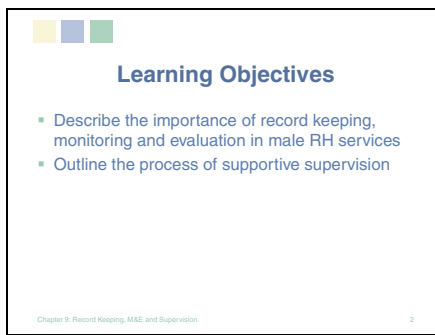 Learning Objectives
▪ Describe the importance of record keeping,
monitoring and evaluation in male RH services
▪ Outline the process of supportive supervision
Chapter 9: Record Keeping, M&E and Supervision 2